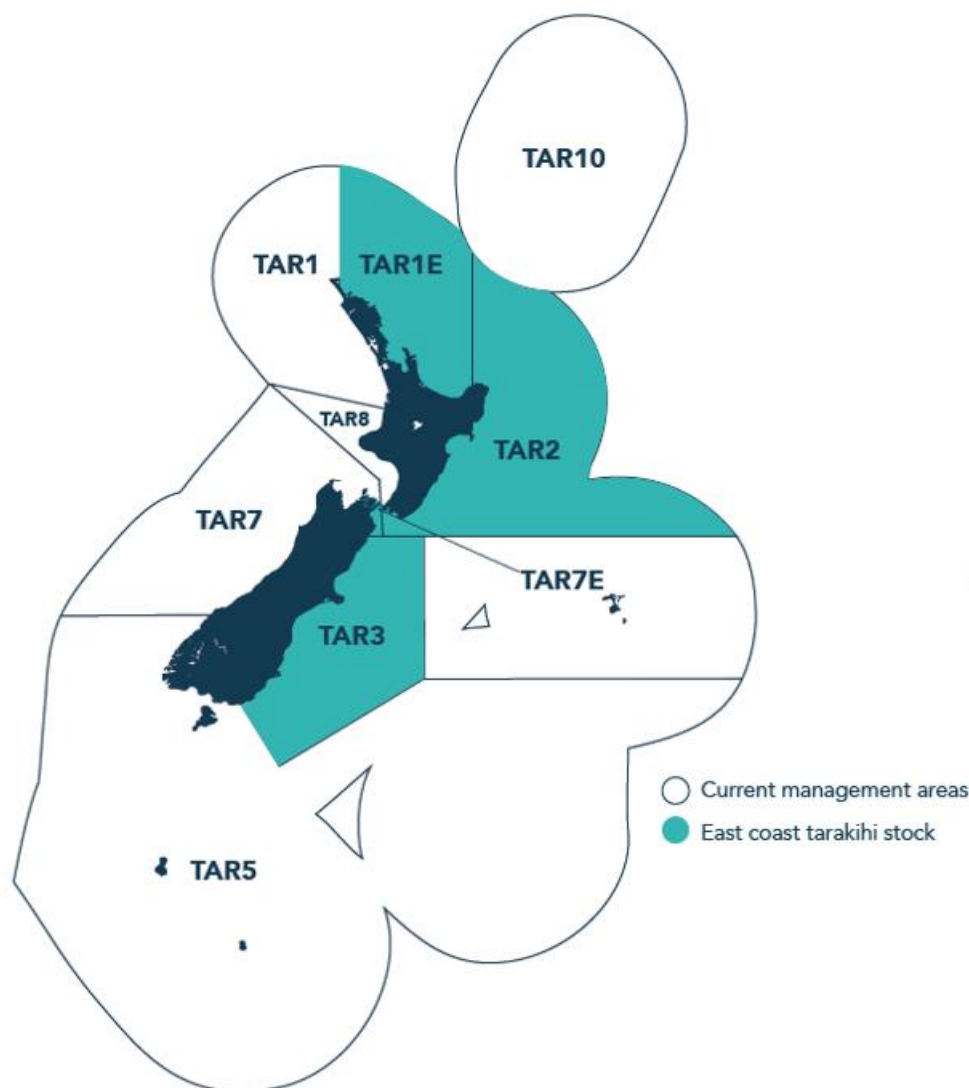 TAR10
TAR1
TAR1E
TAR8
TAR2
TAR7
TAR7E
TAR3
Current management areas
East coast tarakihi stock
TAR5